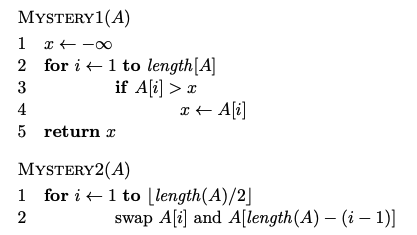 MYSTERY1(A)
1 x ← −∞
2 for i ← 1 to length[A]
3 if A[i] > x
4 x ← A[i]
5 return x
MYSTERY2(A)
1 for i ← 1 to ⌊length(A)/2⌋
2 swap A[i] and A[length(A) − (i − 1)]